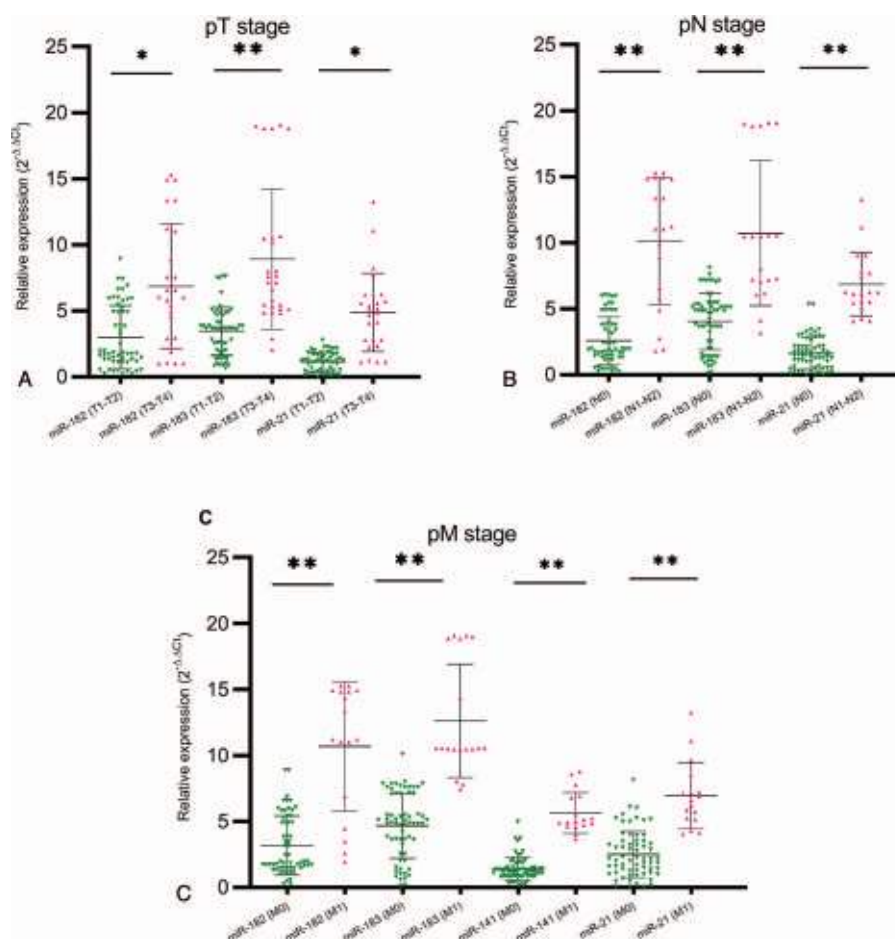 pT stage
* ** *
Relative expression (2^-Δ.ΔCt)
25
20
15
10
5
0
miR-182 (T1-T2)
miR-182 (T3-T4)
miR-183 (T1-T2)
miR-183 (T3-T4)
miR-21 (T1-T2)
miR-21 (T3-T4)
A
pN stage
** ** **
Relative expression (2^-Δ.ΔCt)
25
20
15
10
5
0
miR-182 (N0)
miR-182 (N1-N2)
miR-183 (N0)
miR-183 (N1-N2)
miR-21 (N0)
miR-21 (N1-N2)
B
C
pM stage
** ** ** **
Relative expression (2^-Δ.ΔCt)
25
20
15
10
5
0
miR-182 (M0)
miR-182 (M1)
miR-183 (M0)
miR-183 (M1)
miR-141 (M0)
miR-141 (M1)
miR-21 (M0)
miR-21 (M1)
C